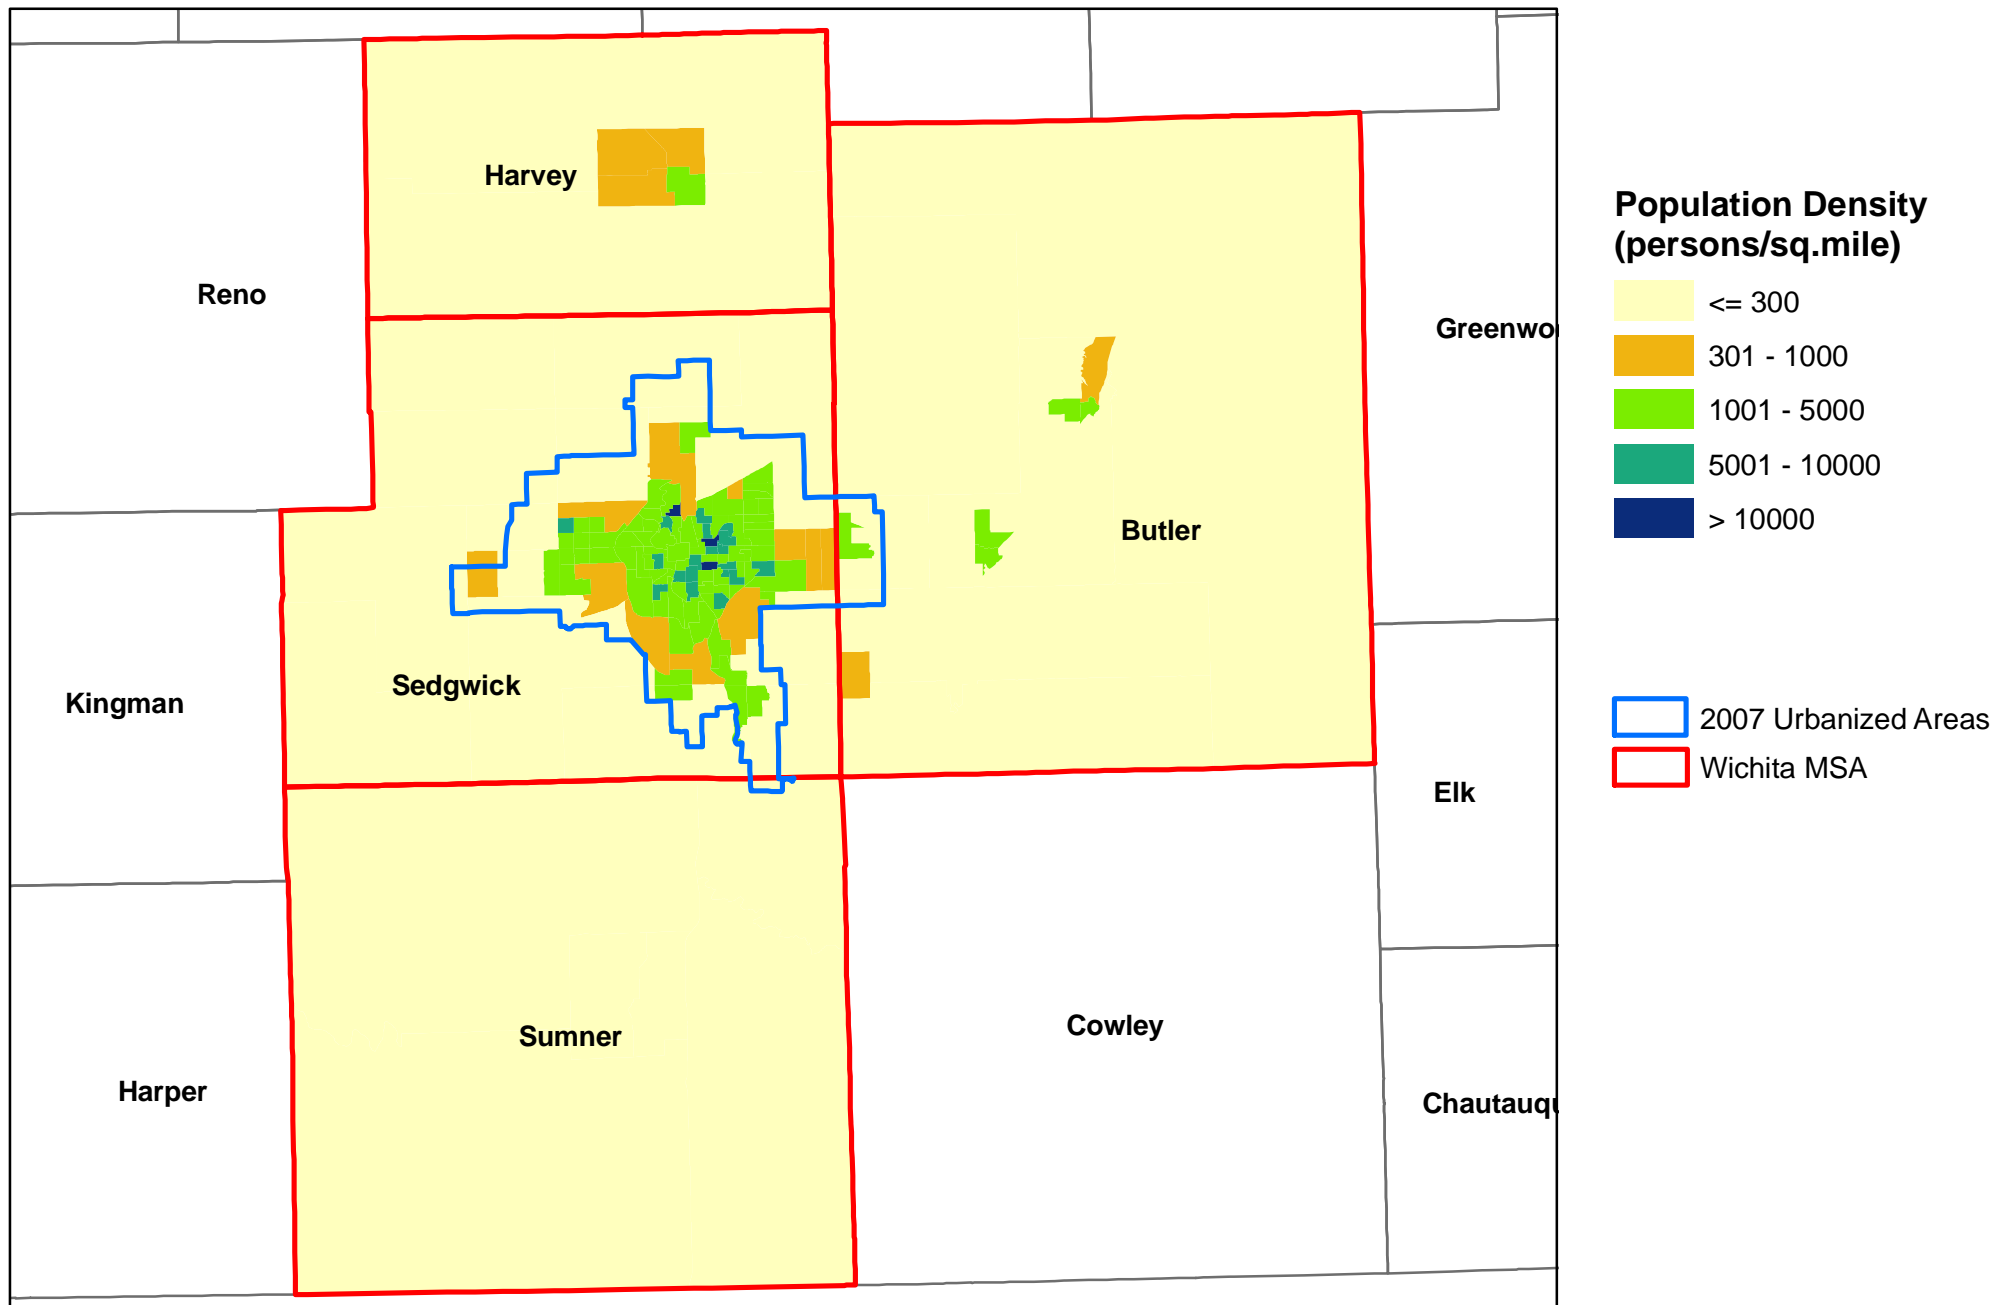 Harvey
Reno
Greenwo
Butler
Sedgwick
Kingman
Elk
Sumner
Cowley
Harper
Chautauqu
Population Density
(persons/sq.mile)
<= 300
301 - 1000
1001 - 5000
5001 - 10000
> 10000
2007 Urbanized Areas
Wichita MSA